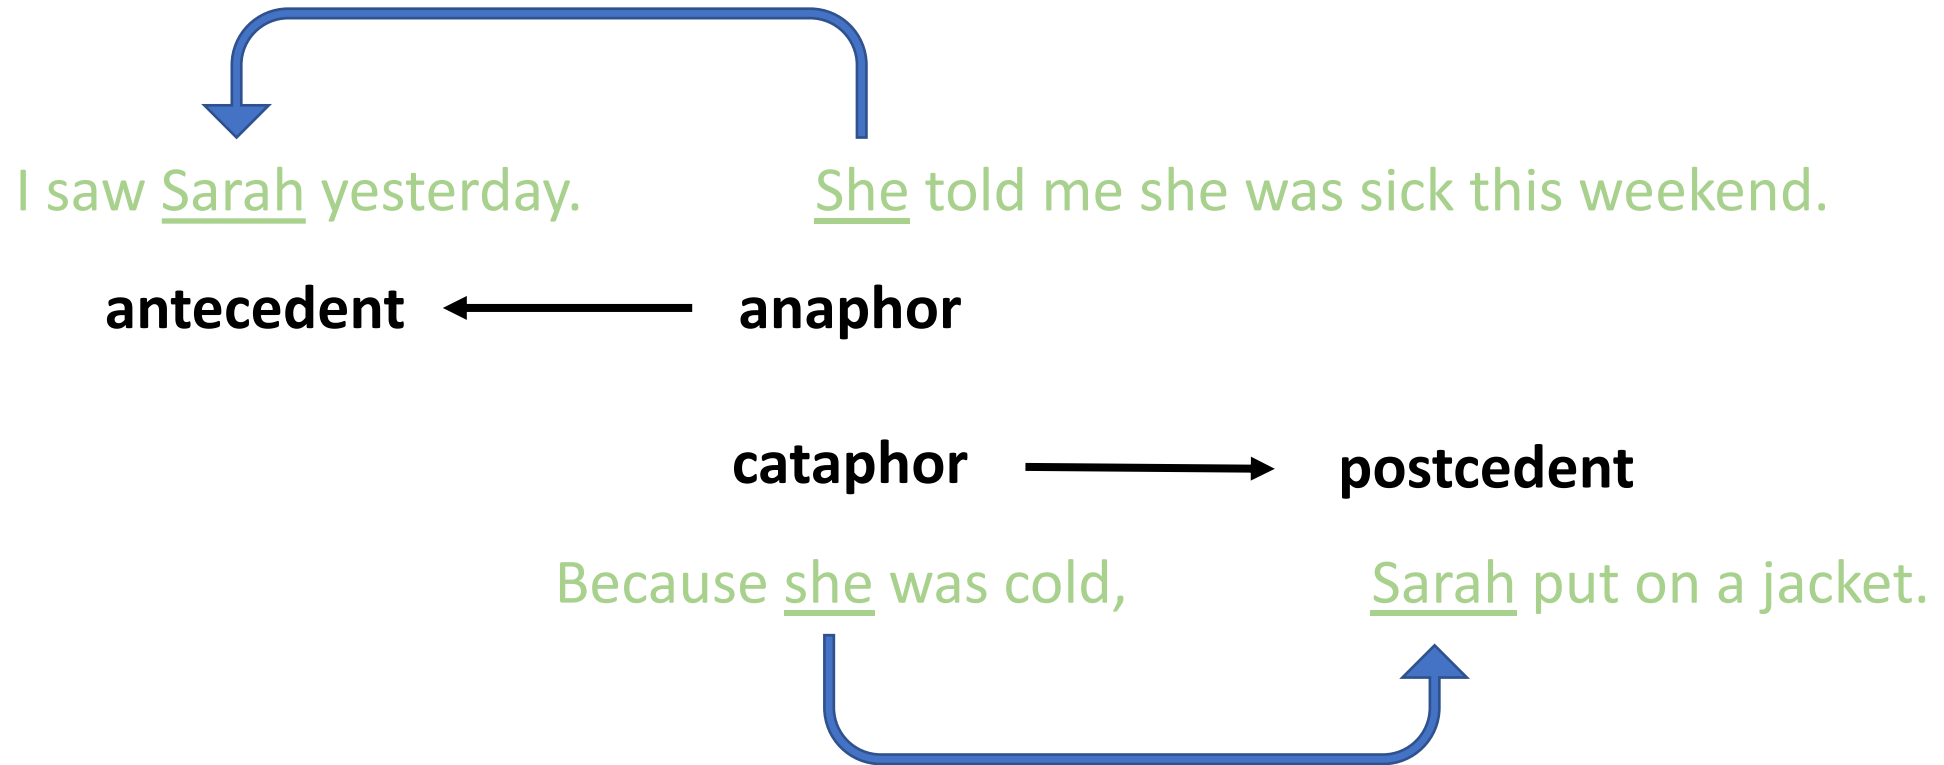 I saw Sarah yesterday. She told me she was sick this weekend.
antecedent anaphor
cataphor postcedent
Because she was cold, Sarah put on a jacket.